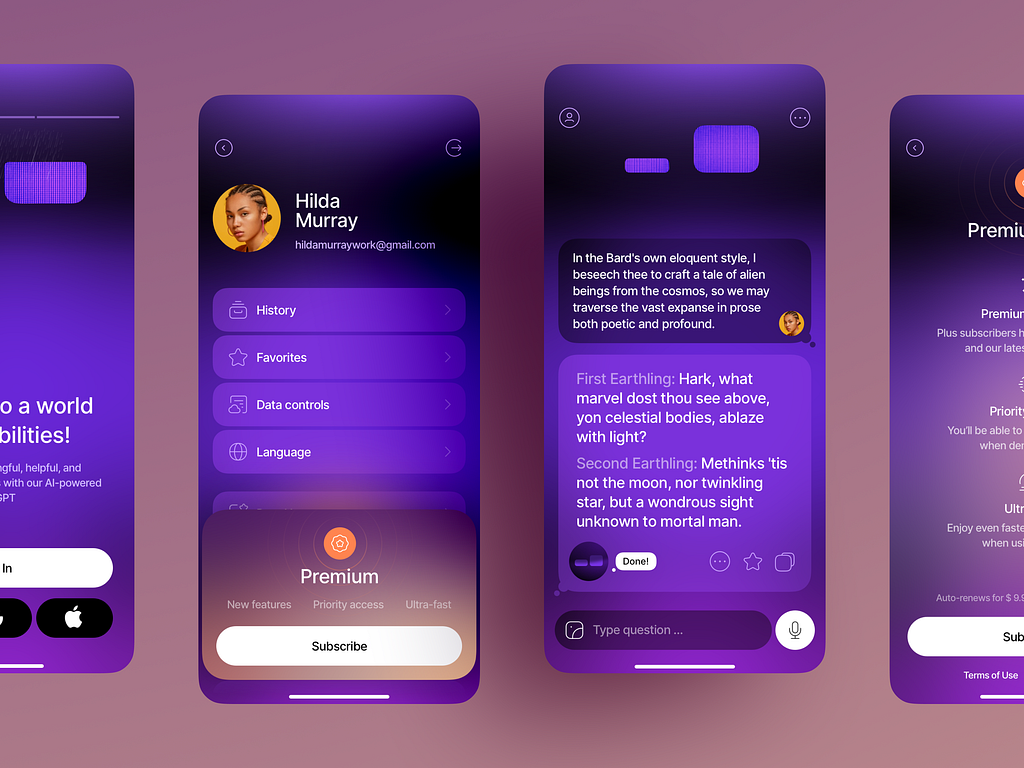 o a world
bilities!
ngful, helpful, and
s with our AI-powered
GPT
In
Hilda
Murray
hildamurraywork@gmail.com
History
Favorites
Data controls
Language
Premium
New features
Priority access
Ultra-fast
Subscribe
In the Bard's own eloquent style, I
beseech thee to craft a tale of alien
beings from the cosmos, so we may
traverse the vast expanse in prose
both poetic and profound.
First Earthling: Hark, what
marvel dost thou see above,
yon celestial bodies, ablaze
with light?
Second Earthling: Methinks 'tis
not the moon, nor twinkling
star, but a wondrous sight
unknown to mortal man.
Done!
Type question ...
Premiu
Premium
Plus subscribers h
and our lates
Priority
You'll be able to
when den
Ultr
Enjoy even faste
when usi
Auto-renews for $ 9.9
Sub
Terms of Use